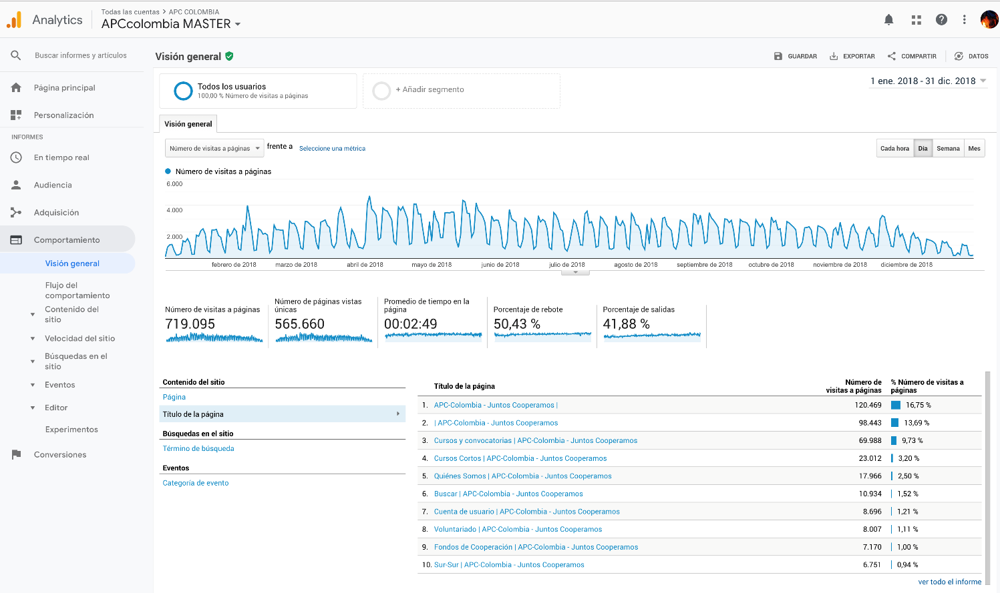 Analytics
Todas las cuentas > APC COLOMBIA
APCcolombia MASTER
Buscar informes y artículos
Página principal
Personalización
INFORMES
En tiempo real
Audiencia
Adquisición
Comportamiento
Visión general
Flujo del
comportamiento
Contenido del
sitio
Velocidad del sitio
Búsquedas en el
sitio
Eventos
Editor
Experimentos
Conversiones
Visión general
GUARDAR
EXPORTAR
COMPARTIR
DATOS
Todos los usuarios
100,00 % Número de visitas a páginas
+ Añadir segmento
1 ene. 2018 - 31 dic. 2018
Visión general
Número de visitas a páginas
frente a
Seleccione una métrica
Cada hora Día Semana Mes
Número de visitas a páginas
6.000
4.000
2.000
febrero de 2018 marzo de 2018 abril de 2018 mayo de 2018 junio de 2018 julio de 2018 agosto de 2018 septiembre de 2018 octubre de 2018 noviembre de 2018 diciembre de 2018
Número de visitas a páginas
719.095
Número de páginas vistas
únicas
565.660
Promedio de tiempo en la
página
00:02:49
Porcentaje de rebote
50,43 %
Porcentaje de salidas
41,88 %
Contenido del sitio
Página
Título de la página
Búsquedas en el sitio
Término de búsqueda
Eventos
Categoría de evento
Título de la página
Número de
visitas a páginas
% Número de visitas a
páginas
1. APC-Colombia - Juntos Cooperamos | 120.469 16,75 %
2. | APC-Colombia - Juntos Cooperamos 98.443 13,69 %
3. Cursos y convocatorias | APC-Colombia - Juntos Cooperamos 69.988 9,73 %
4. Cursos Cortos | APC-Colombia - Juntos Cooperamos 23.012 3,20 %
5. Quiénes Somos | APC-Colombia - Juntos Cooperamos 17.966 2,50 %
6. Buscar | APC-Colombia - Juntos Cooperamos 10.934 1,52 %
7. Cuenta de usuario | APC-Colombia - Juntos Cooperamos 8.696 1,21 %
8. Voluntariado | APC-Colombia - Juntos Cooperamos 8.007 1,11 %
9. Fondos de Cooperación | APC-Colombia - Juntos Cooperamos 7.170 1,00 %
10. Sur-Sur | APC-Colombia - Juntos Cooperamos 6.751 0,94 %
ver todo el informe